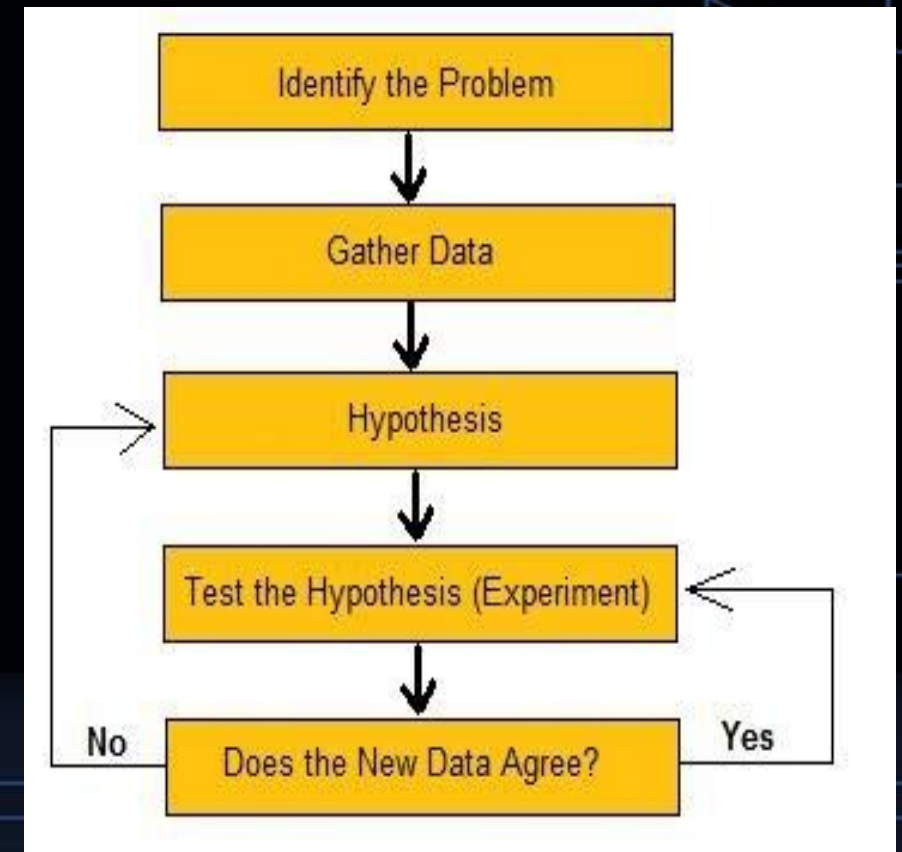 Identify the Problem
Gather Data
Hypothesis
Test the Hypothesis (Experiment)
No
Does the New Data Agree?
Yes